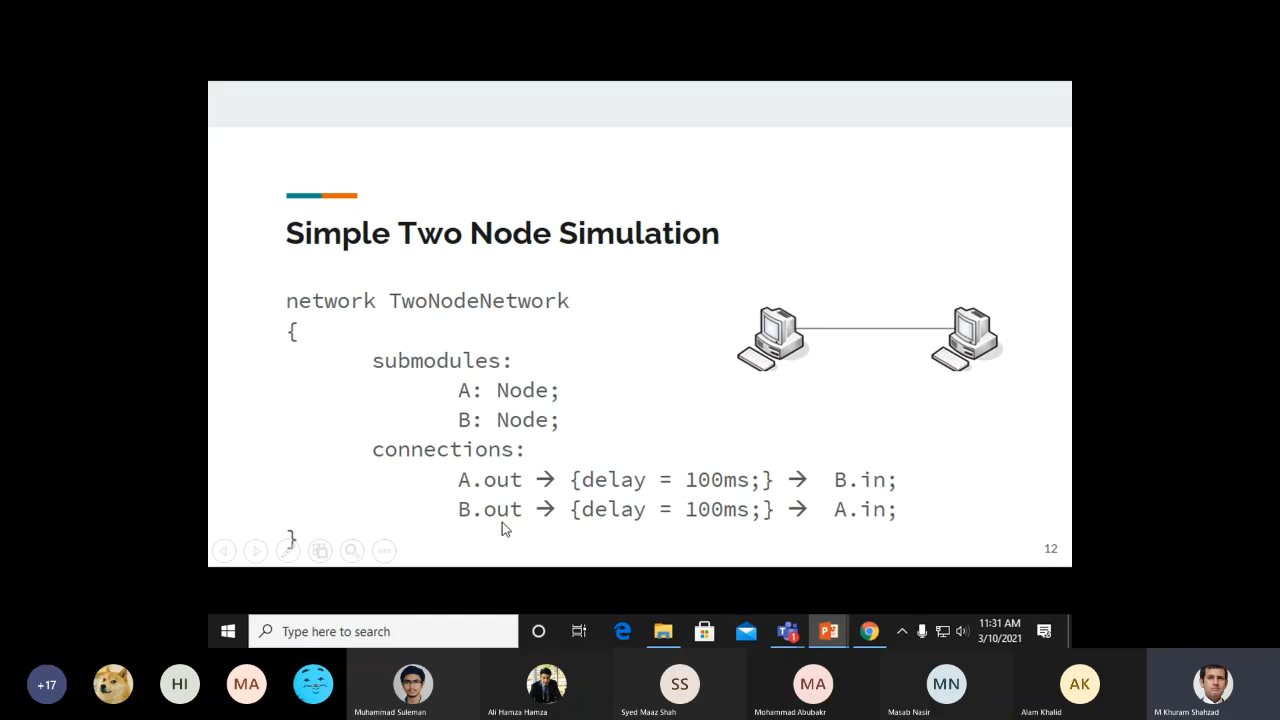 Simple Two Node Simulation
network TwoNodeNetwork
{
submodules:
A: Node;
B: Node;
connections:
A.out → {delay = 100ms;} → B.in;
B.out → {delay = 100ms;} → A.in;
}
12
Type here to search
1
11:31 AM
3/10/2021
+17
HI
MA
SS
MA
MN
AK
Muhammad Suleman
Ali Hamza Hamza
Syed Maaz Shah
Mohammad Abubakr
Masab Nasir
Alam Khalid
M Khuram Shahzad